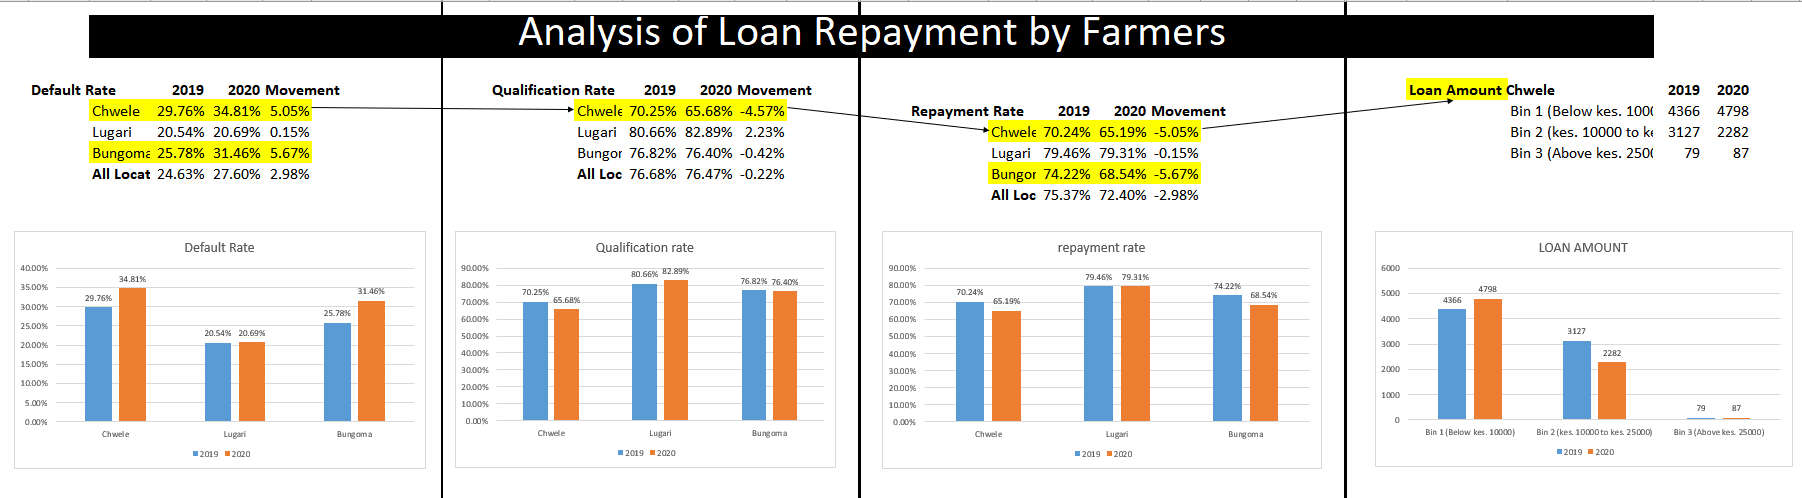 Analysis of Loan Repayment by Farmers
Default Rate 2019 2020 Movement
Chwele 29.76% 34.81% 5.05%
Lugari 20.54% 20.69% 0.15%
Bungoma 25.78% 31.46% 5.67%
All Locat 24.63% 27.60% 2.98%
Qualification Rate 2019 2020 Movement
Chwele 70.25% 65.68% -4.57%
Lugari 80.66% 82.89% 2.23%
Bungor 76.82% 76.40% -0.42%
All Loc 76.68% 76.47% -0.22%
Repayment Rate 2019 2020 Movement
Chwele 70.24% 65.19% -5.05%
Lugari 79.46% 79.31% -0.15%
Bungor 74.22% 68.54% -5.67%
All Loc 75.37% 72.40% -2.98%
Loan Amount Chwele 2019 2020
Bin 1 (Below kes. 1000 4366 4798
Bin 2 (kes. 10000 to ke 3127 2282
Bin 3 (Above kes. 2500 79 87
Default Rate
40.00%
35.00%
30.00%
25.00%
20.00%
15.00%
10.00%
5.00%
0.00%
29.76% 34.81%
20.54% 20.69%
25.78% 31.46%
Chwele Lugari Bungoma
2019 2020
Qualification rate
90.00%
80.00%
70.00%
60.00%
50.00%
40.00%
30.00%
20.00%
10.00%
0.00%
70.25% 65.68%
80.66% 82.89%
76.82% 76.40%
Chwele Lugari Bungoma
2019 2020
repayment rate
90.00%
80.00%
70.00%
60.00%
50.00%
40.00%
30.00%
20.00%
10.00%
0.00%
70.24% 65.19%
79.46% 79.31%
74.22% 68.54%
Chwele Lugari Bungoma
2019 2020
LOAN AMOUNT
6000
5000
4000
3000
2000
1000
0
4366 4798
3127 2282
79 87
Bin 1 (Below kes. 10000) Bin 2 (kes. 10000 to kes. 25000) Bin 3 (Above kes. 25000)
2019 2020